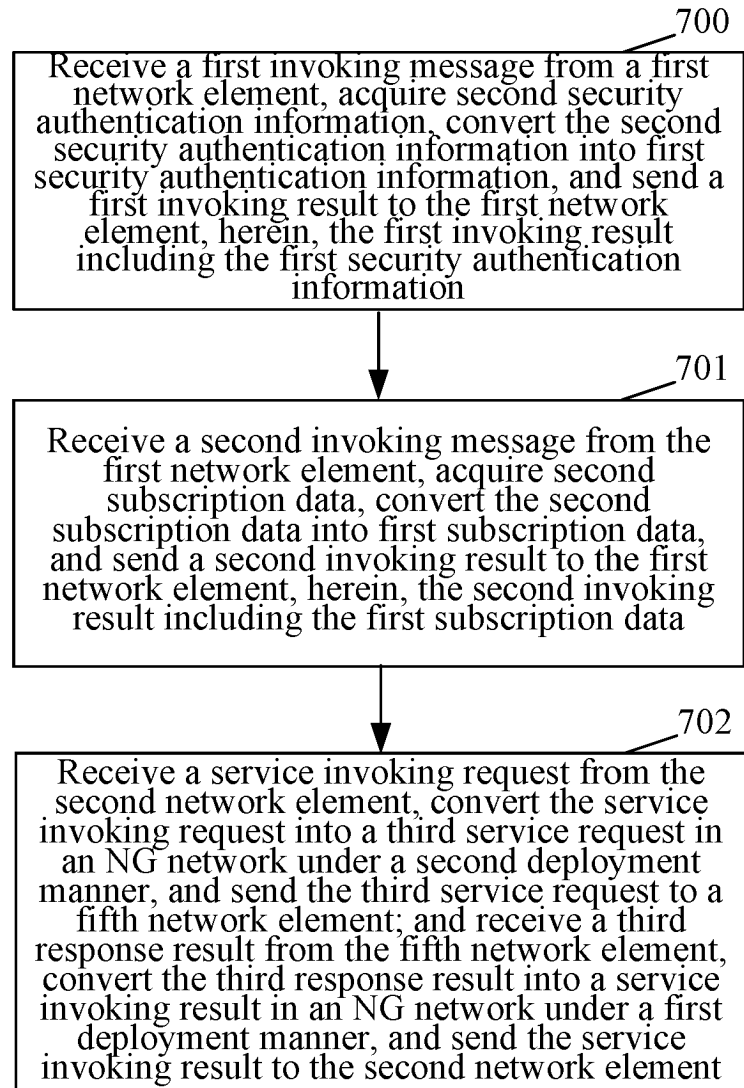 700
Receive a first invoking message from a first
network element, acquire second security
authentication information, convert the second
security authentication information into first
security authentication information, and send a
first invoking result to the first network
element, herein, the first invoking result
including the first security authentication
information
701
Receive a second invoking message from the
first network element, acquire second
subscription data, convert the second
subscription data into first subscription data,
and send a second invoking result to the first
network element, herein, the second invoking
result including the first subscription data
702
Receive a service invoking request from the
second network element, convert the service
invoking request into a third service request in
an NG network under a second deployment
manner, and send the third service request to a
fifth network element; and receive a third
response result from the fifth network element,
convert the third response result into a service
invoking result in an NG network under a first
deployment manner, and send the service
invoking result to the second network element